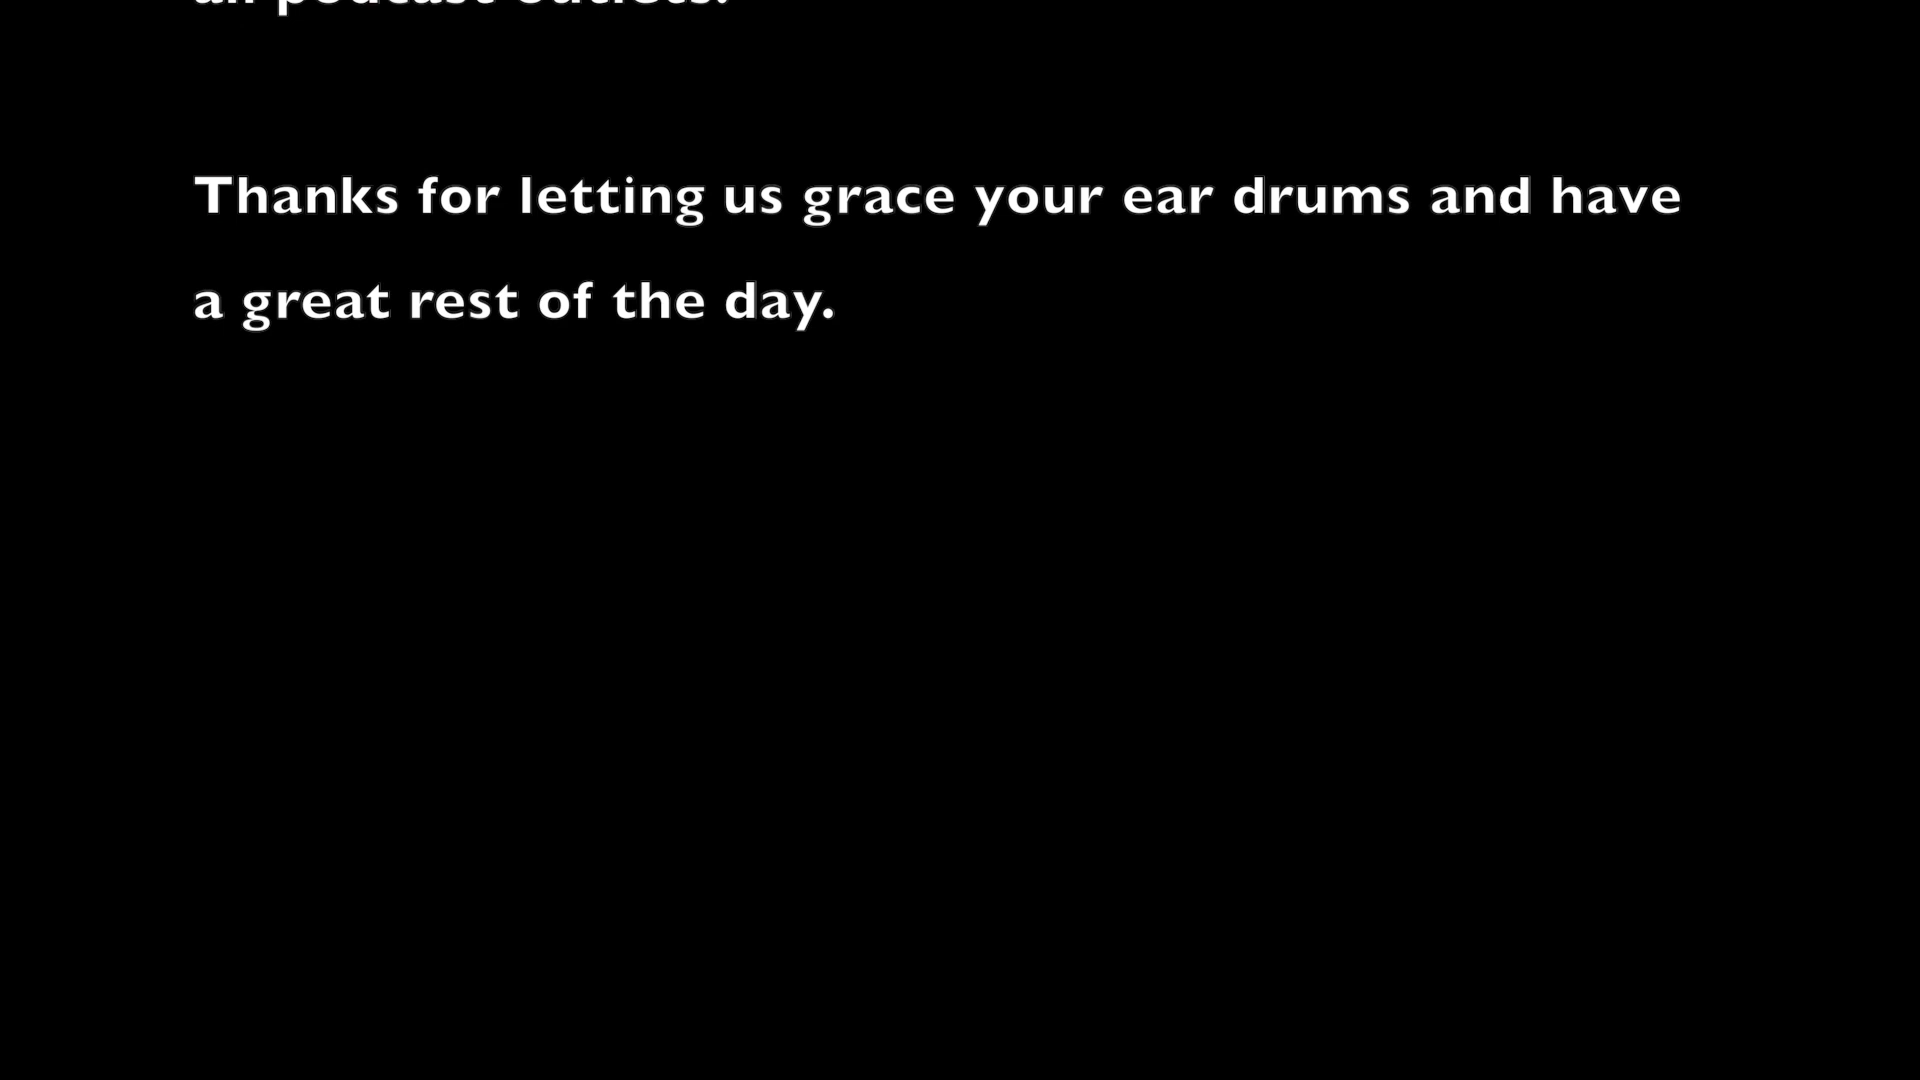 all podcast outlets.
Thanks for letting us grace your ear drums and have
a great rest of the day.